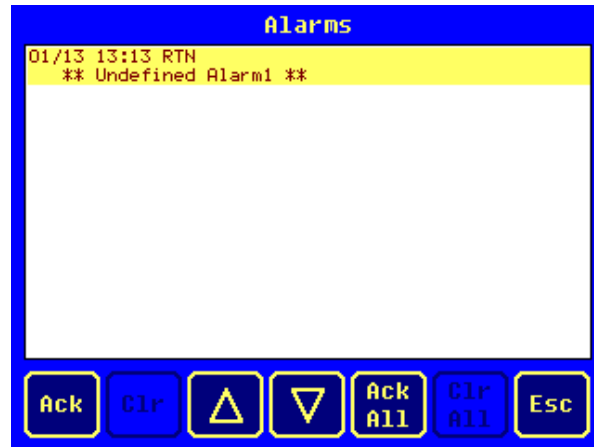 Alarms
01/13 13:13 RTN
** Undefined Alarm1 **
Ack Clr Ack All Clr All Esc